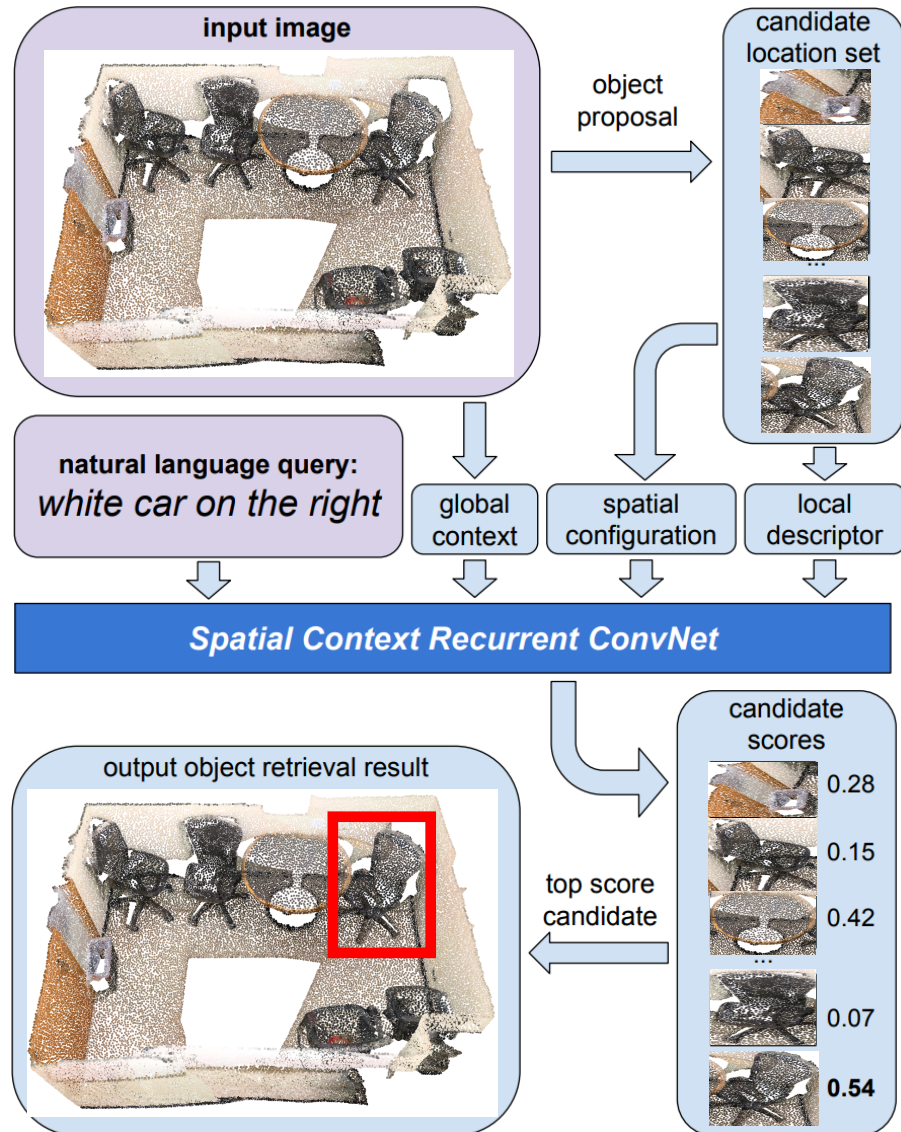 input image
object
proposal
candidate
location set
...
natural language query:
white car on the right
global
context
spatial
configuration
local
descriptor
Spatial Context Recurrent ConvNet
output object retrieval result
top score
candidate
candidate
scores
0.28
0.15
0.42
...
0.07
0.54